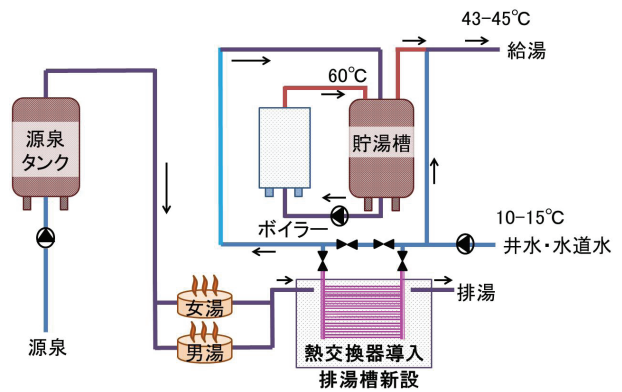 43-45℃
給湯
60℃
源泉
タンク
貯湯槽
ボイラー
10-15℃
井水・水道水
女湯
排湯
男湯
源泉
熱交換器導入
排湯槽新設